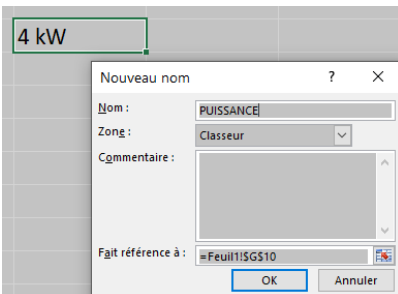 4 kW
Nouveau nom ? ×
Nom : PUISSANCE
Zone : Classeur
Commentaire :
Fait référence à : =Feuil1!$G$10
OK Annuler